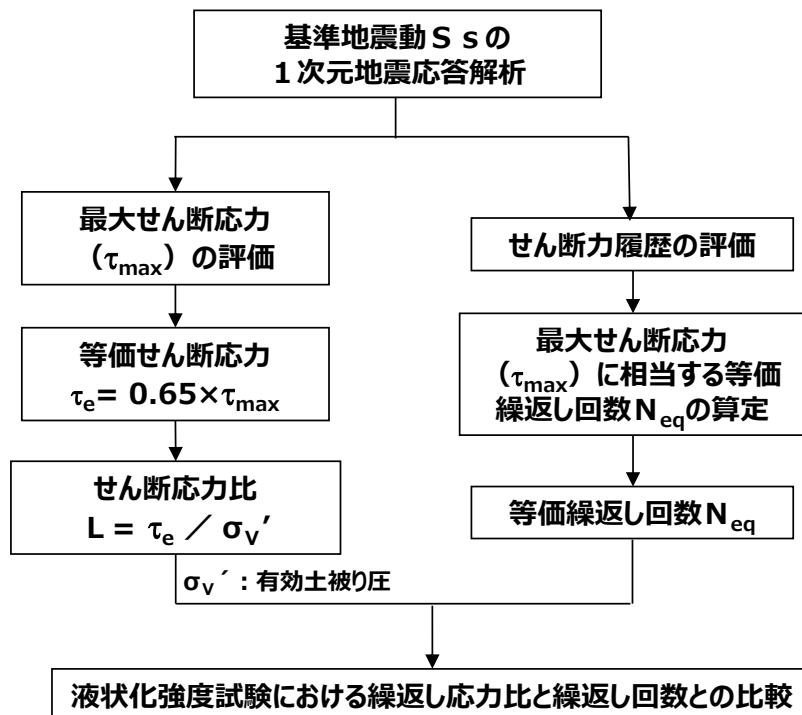 基準地震動Ｓｓの
１次元地震応答解析
最大せん断応力
（τmax）の評価
等価せん断応力
τe= 0.65×τmax
せん断応力比
L = τe ／ σV’
σV´：有効土被り圧
せん断力履歴の評価
最大せん断応力
（τmax）に相当する等価
繰返し回数Neqの算定
等価繰返し回数Neq
液状化強度試験における繰返し応力比と繰返し回数との比較